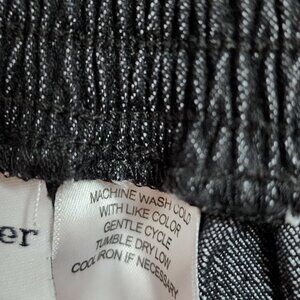 er
MACHINE WASH COLD
WITH LIKE COLOR
GENTLE CYCLE
TUMBLE DRY LOW
COOL IRON IF NECESSARY